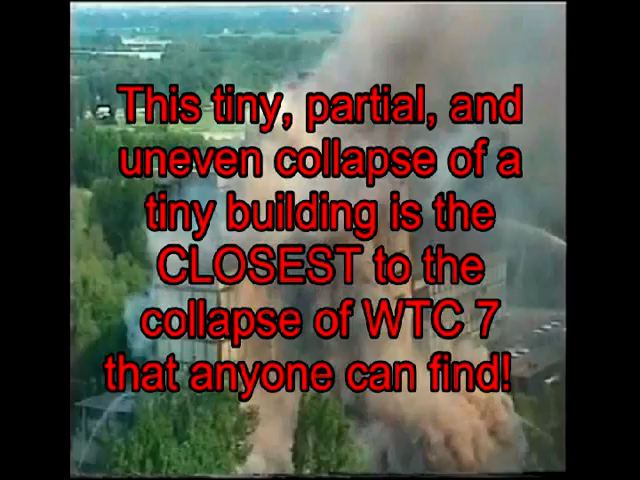 This tiny, partial, and
uneven collapse of a
tiny building is the
CLOSEST to the
collapse of WTC 7
that anyone can find!